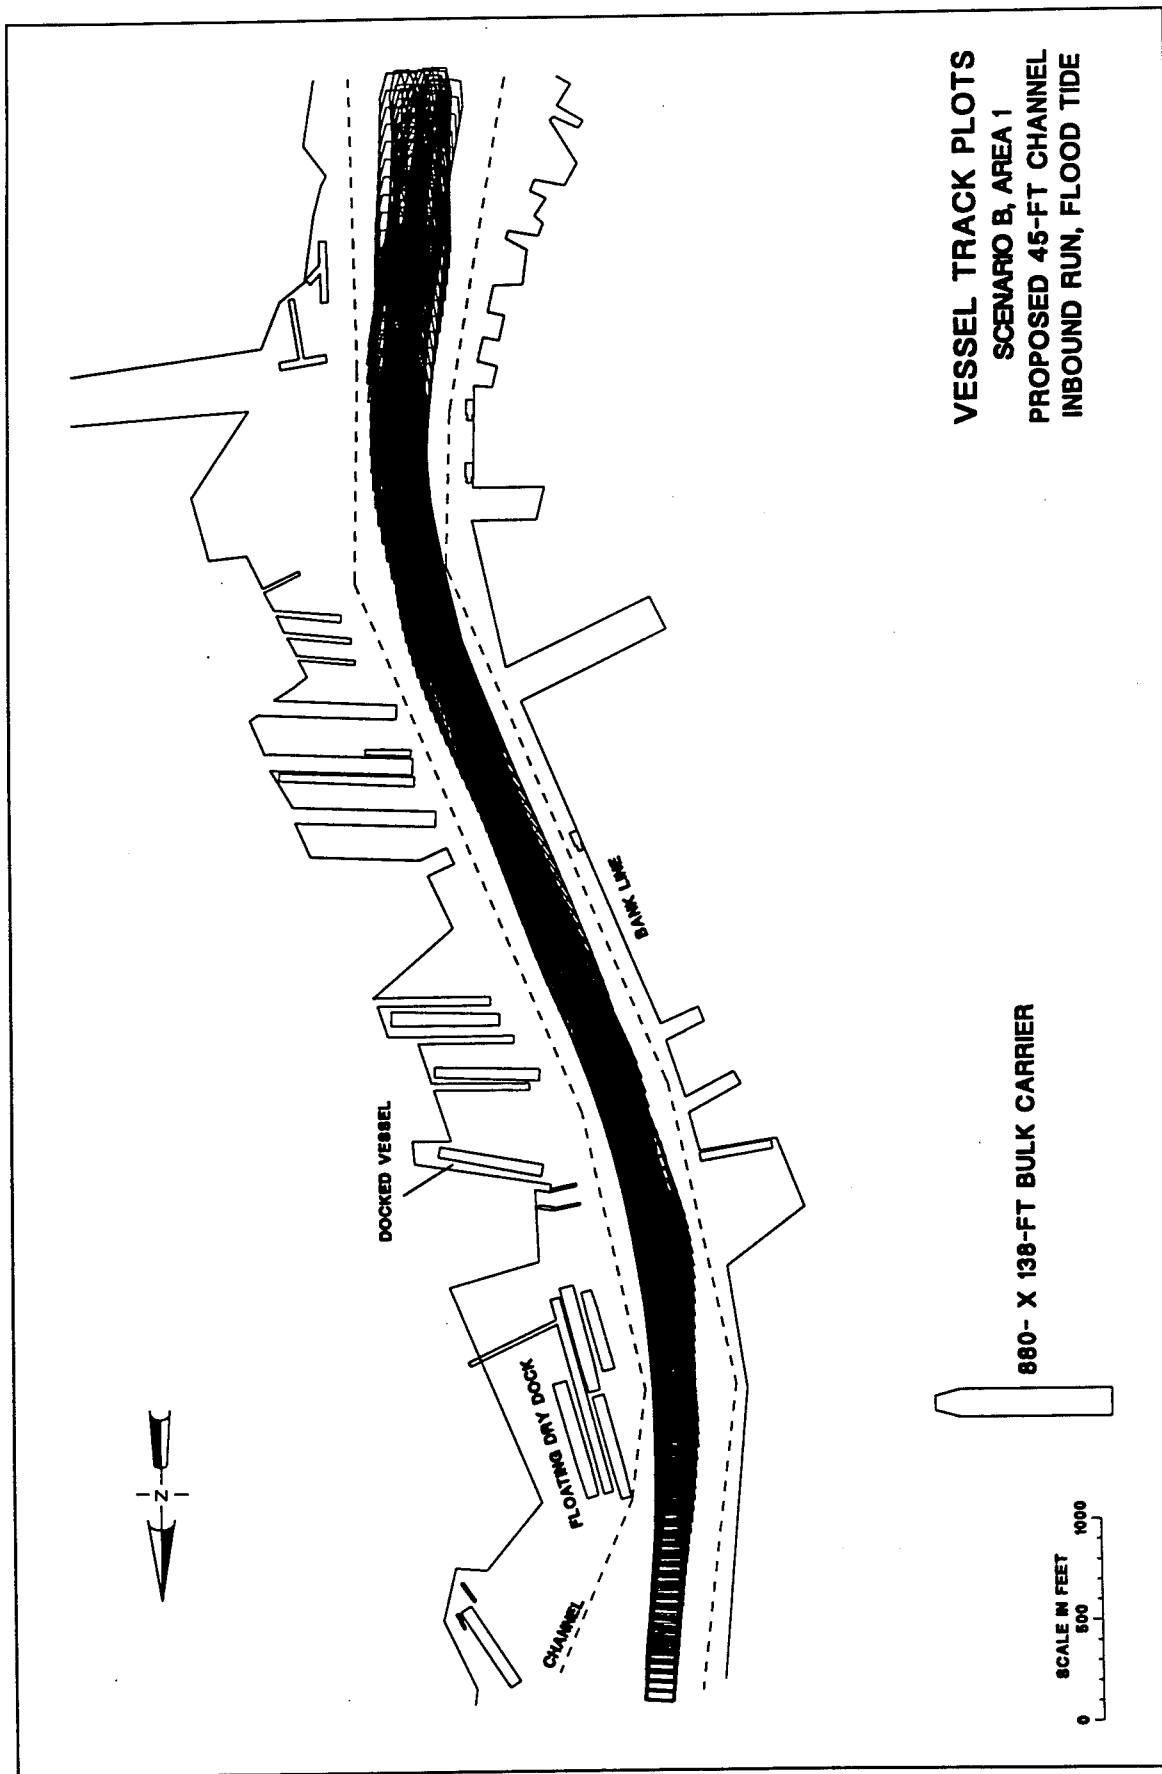 VESSEL TRACK PLOTS
SCENARIO B, AREA 1
PROPOSED 45-FT CHANNEL
INBOUND RUN, FLOOD TIDE
BANK LINE
DOCKED VESSEL
FLOATING DRY DOCK
CHANNEL
N
880- X 138-FT BULK CARRIER
SCALE IN FEET
0 500 1000